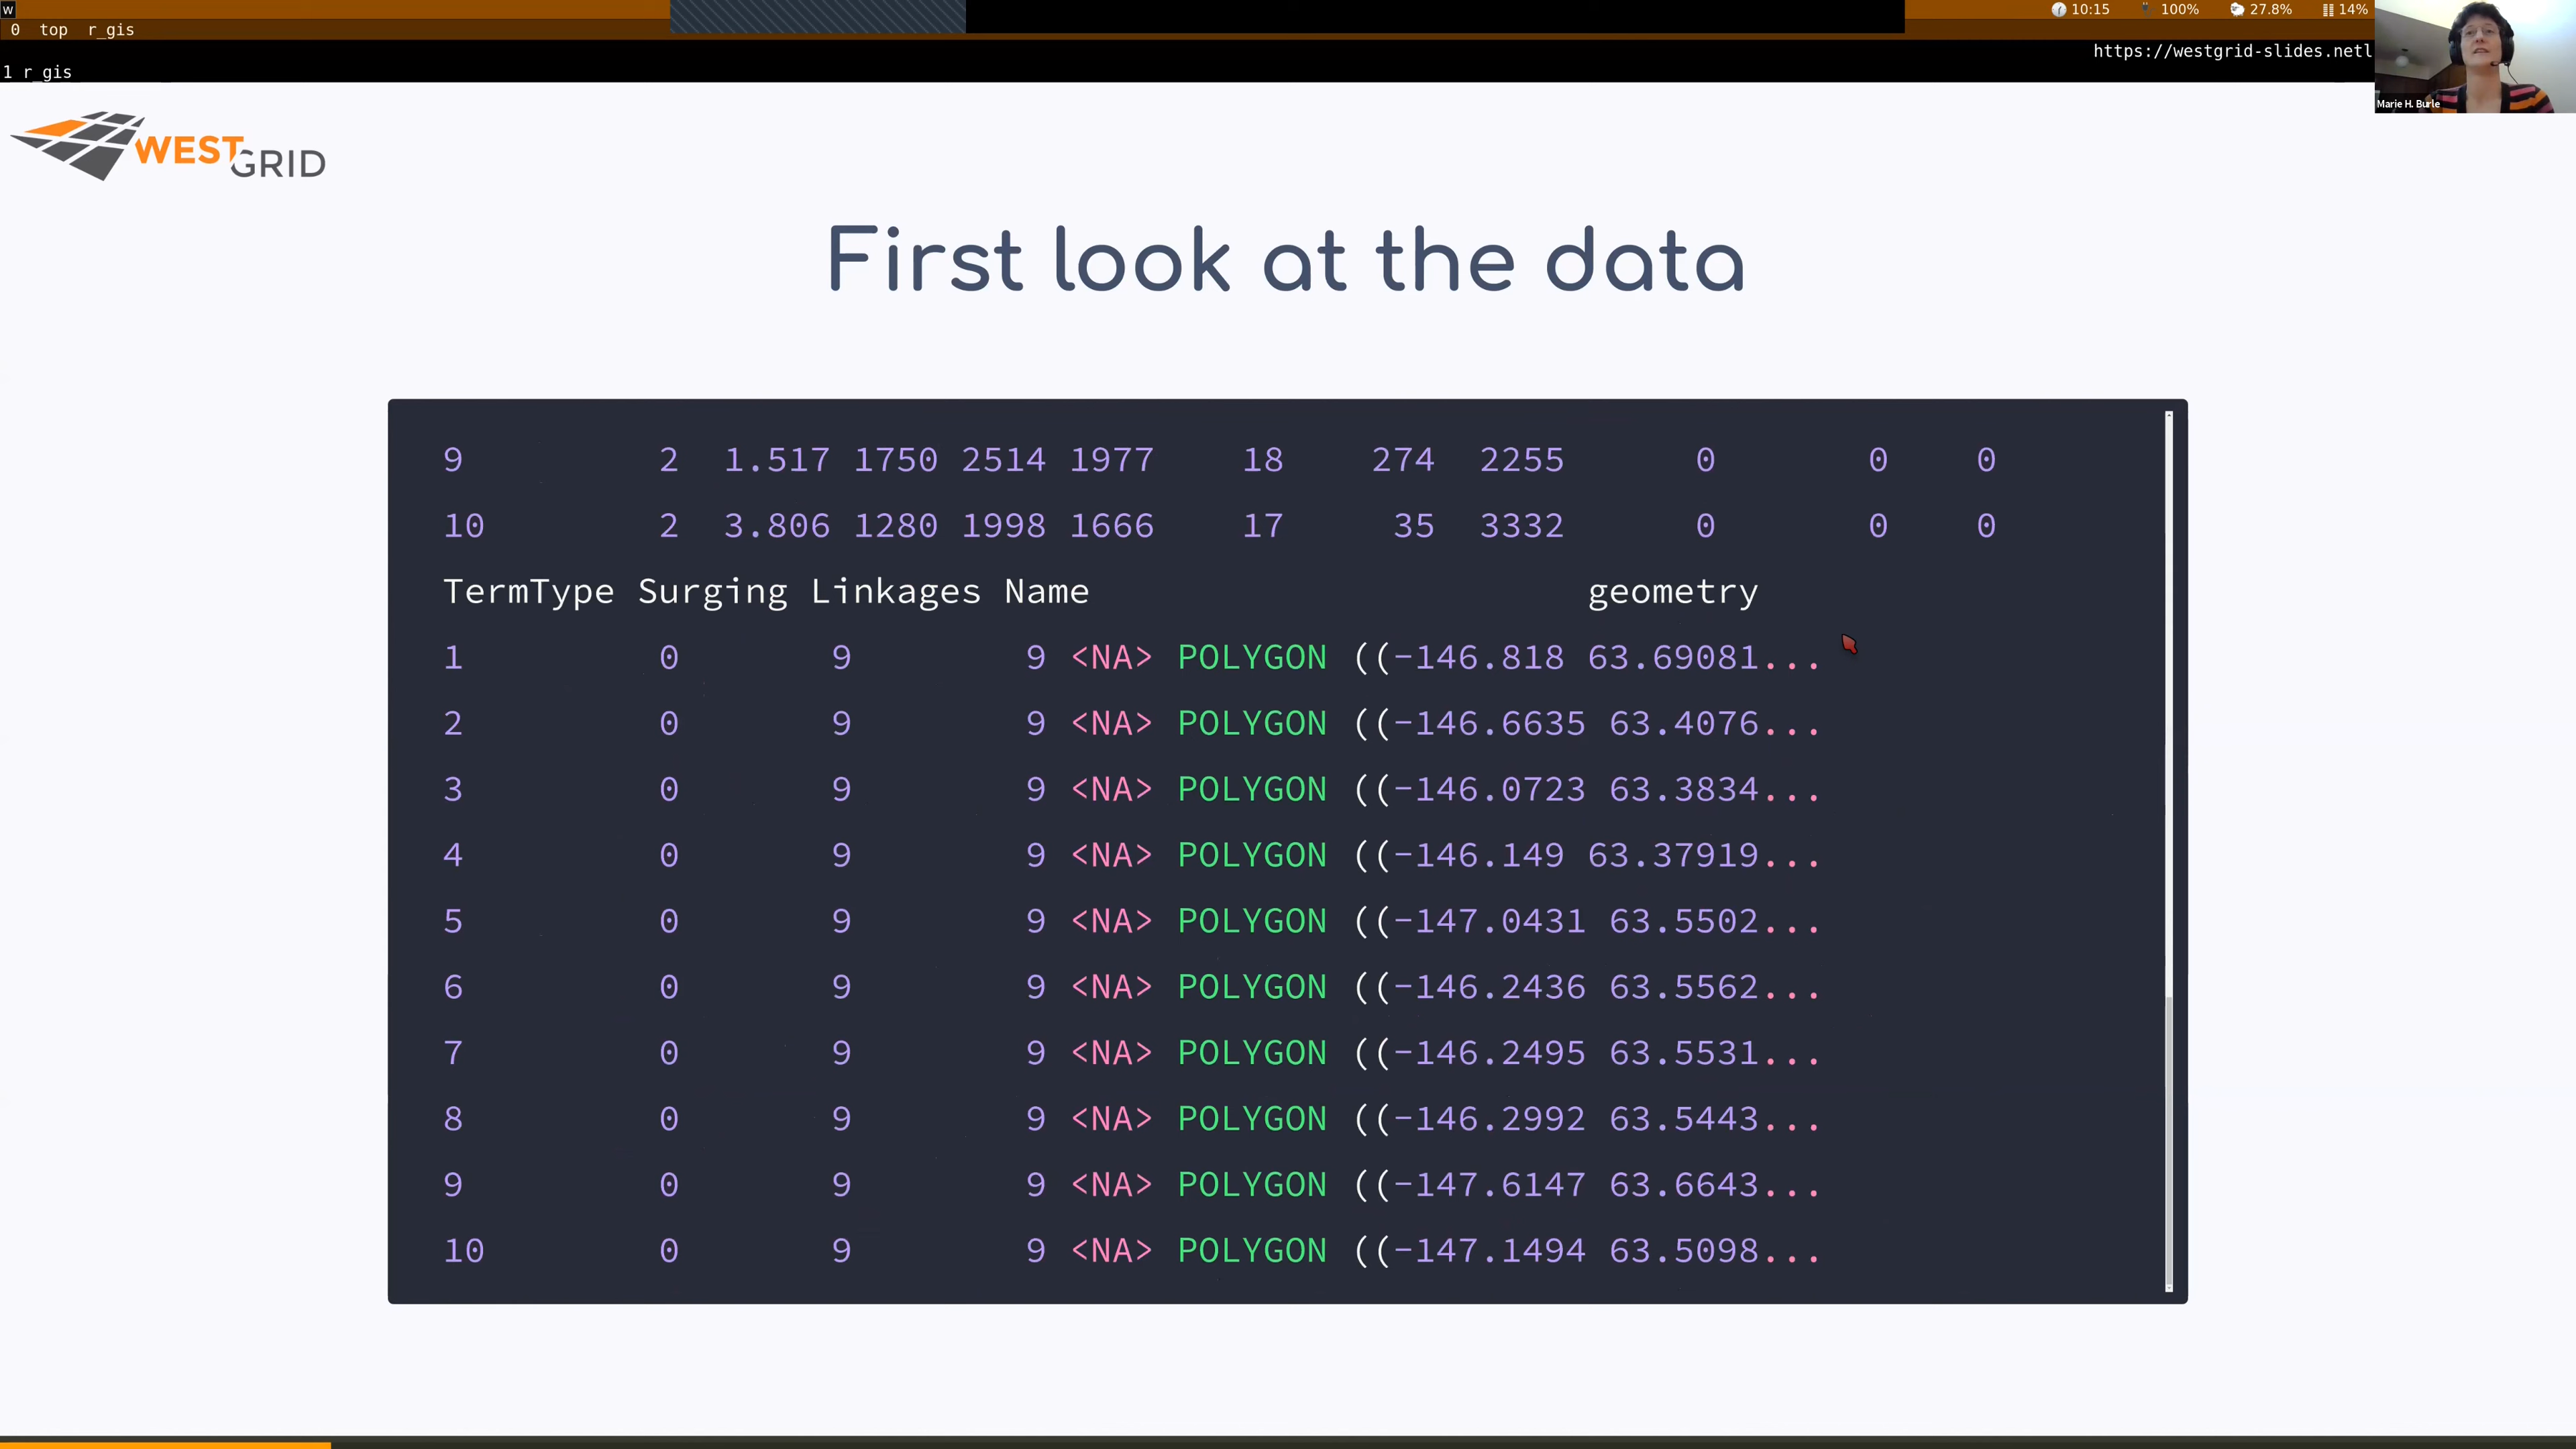 W
10:15 100% 27.8% 14%
0 top r_gis
https://westgrid-slides.netl
1 r_gis
Marie H. Burle
WESTGRID
First look at the data
9 2 1.517 1750 2514 1977 18 274 2255 0 0 0
10 2 3.806 1280 1998 1666 17 35 3332 0 0 0
TermType Surging Linkages Name geometry
1 0 9 9 <NA> POLYGON ((-146.818 63.69081...
2 0 9 9 <NA> POLYGON ((-146.6635 63.4076...
3 0 9 9 <NA> POLYGON ((-146.0723 63.3834...
4 0 9 9 <NA> POLYGON ((-146.149 63.37919...
5 0 9 9 <NA> POLYGON ((-147.0431 63.5502...
6 0 9 9 <NA> POLYGON ((-146.2436 63.5562...
7 0 9 9 <NA> POLYGON ((-146.2495 63.5531...
8 0 9 9 <NA> POLYGON ((-146.2992 63.5443...
9 0 9 9 <NA> POLYGON ((-147.6147 63.6643...
10 0 9 9 <NA> POLYGON ((-147.1494 63.5098...